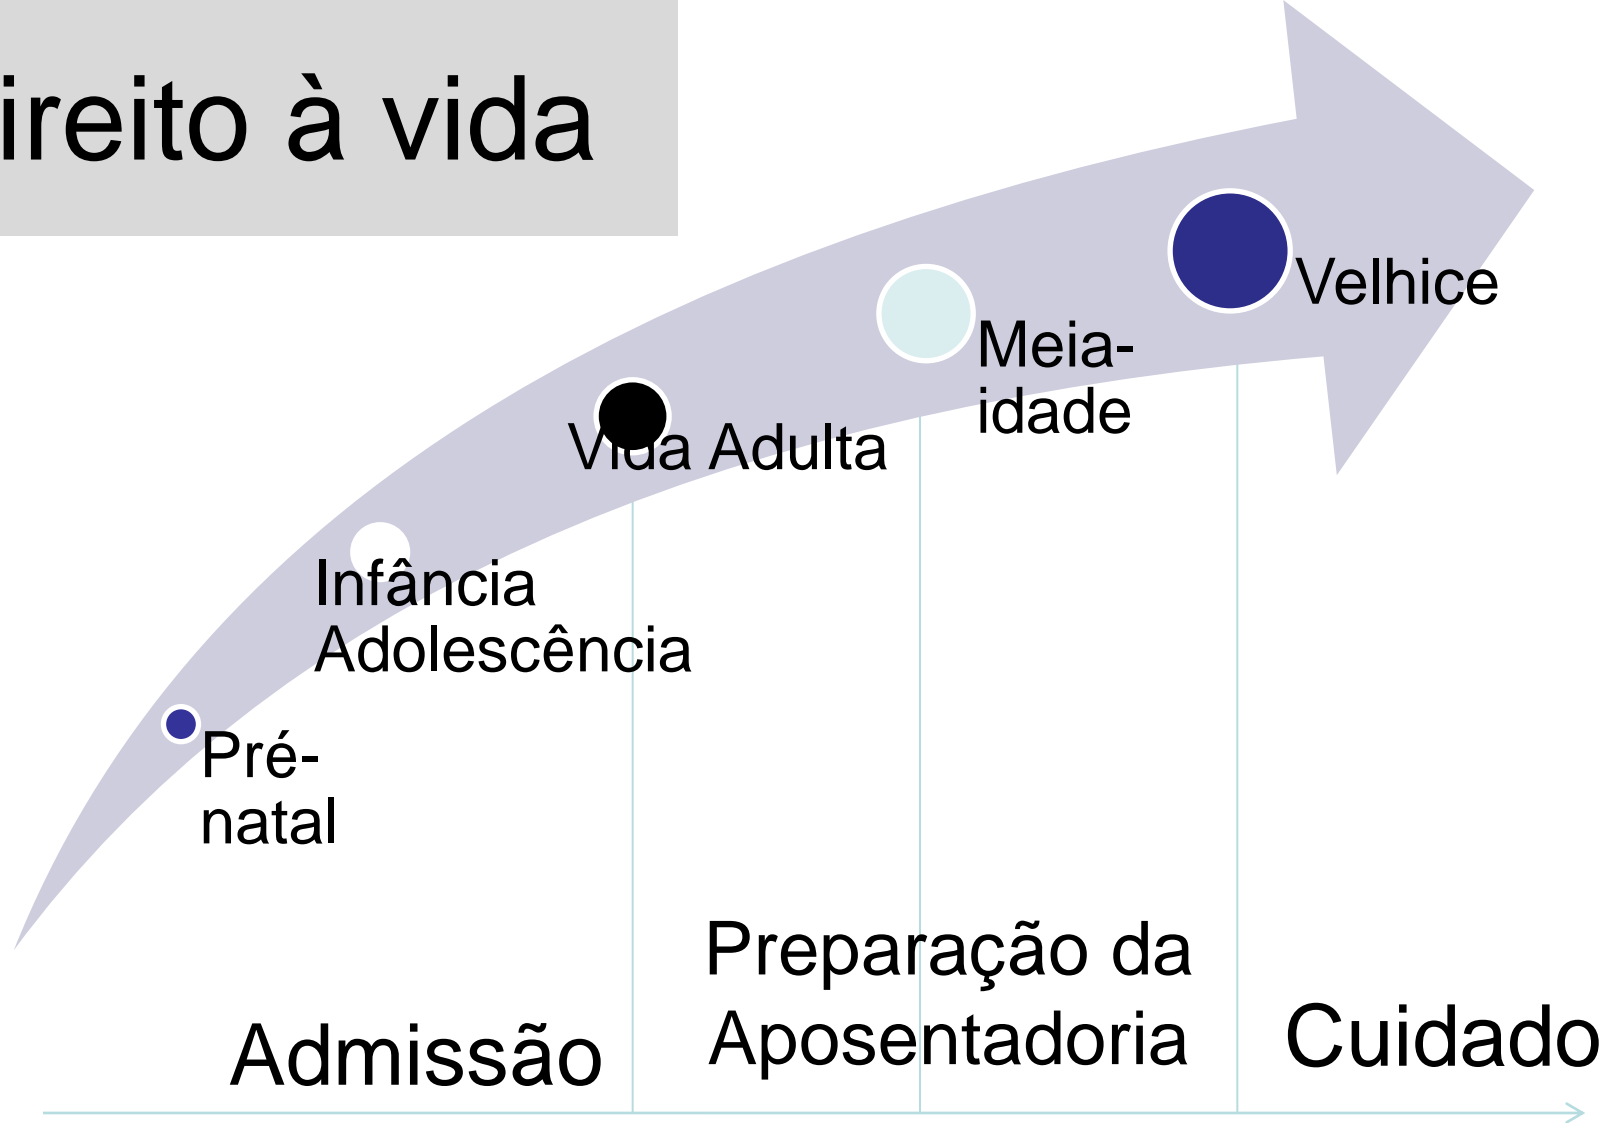 ireito à vida
Velhice
Meia-
idade
Vida Adulta
Infância
Adolescência
Pré-
natal
Preparação da
Aposentadoria
Admissão
Cuidado